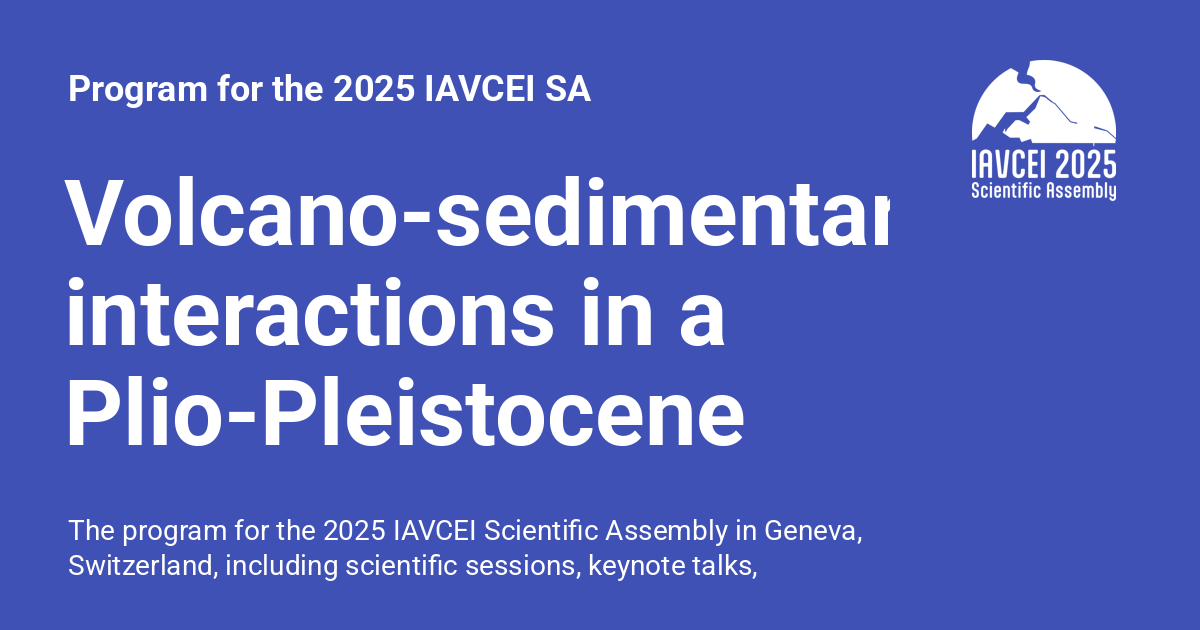 Program for the 2025 IAVCEI SA
IAVCEI 2025
Scientific Assembly
Volcano-sedimentar
interactions in a
Plio-Pleistocene
The program for the 2025 IAVCEI Scientific Assembly in Geneva,
Switzerland, including scientific sessions, keynote talks,